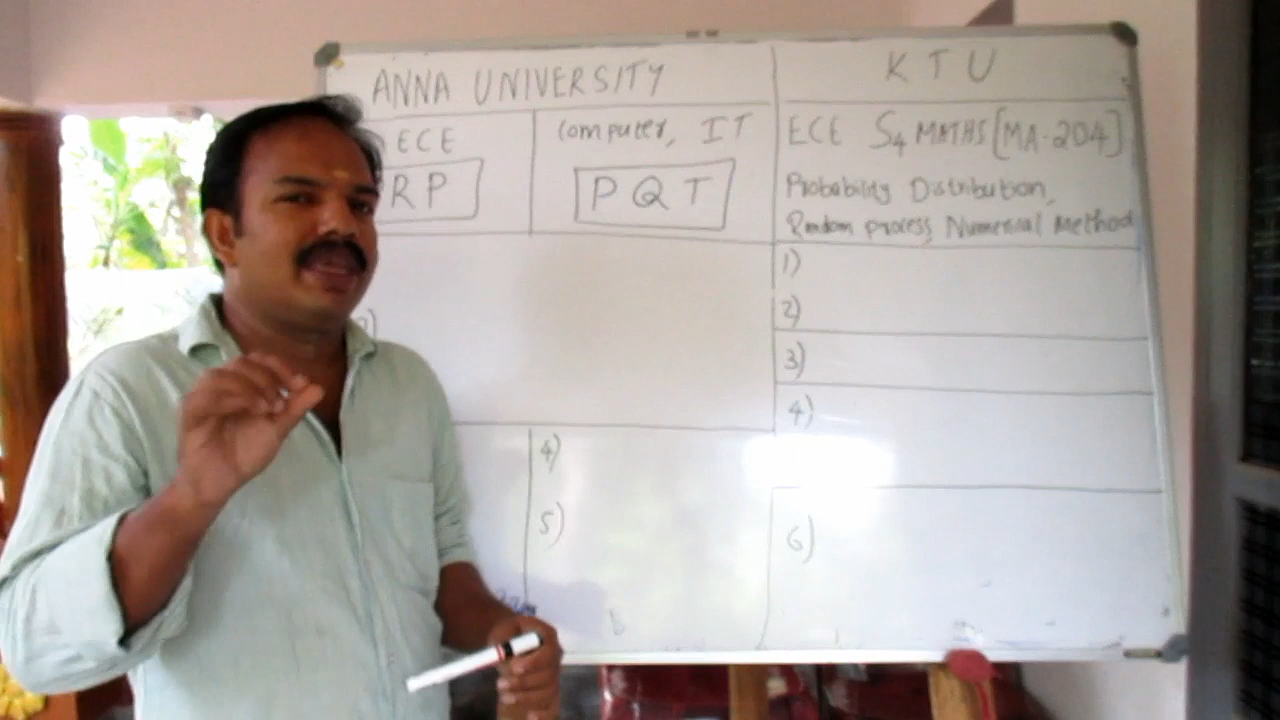 ANNA UNIVERSITY
K T U
ECE
Computer, IT
ECE S4 MATHS [MA-204]
RP
PQT
Probability Distribution,
Random process, Numerical Method
1)
2)
3)
4)
4)
5)
6)